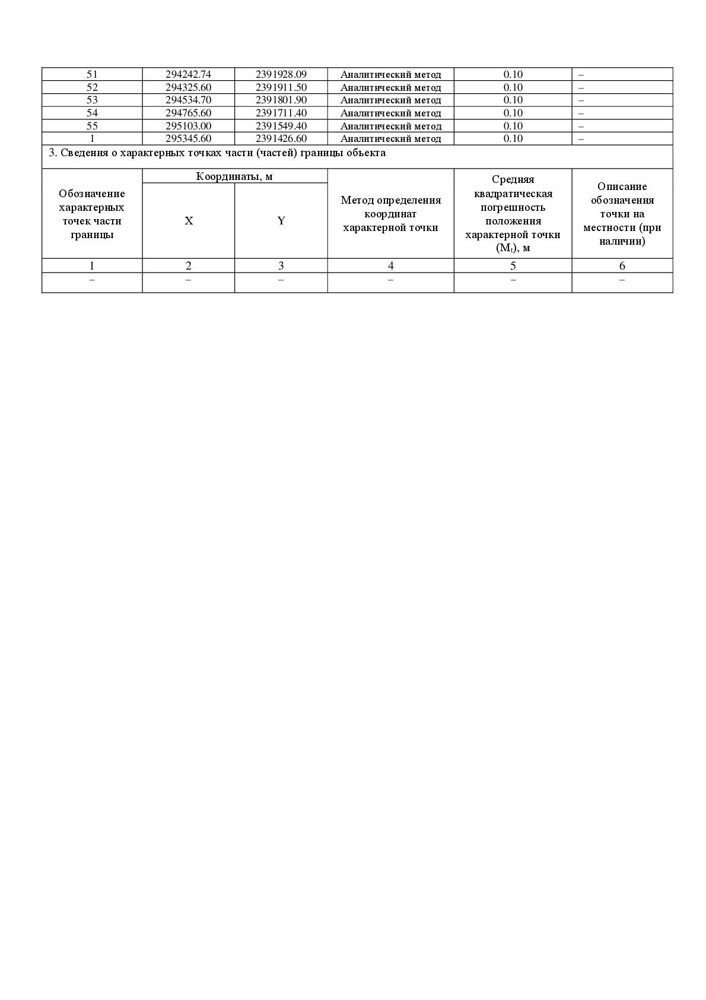 51 294242.74 2391928.09 Аналитический метод 0.10 –
52 294325.60 2391911.50 Аналитический метод 0.10 –
53 294534.70 2391801.90 Аналитический метод 0.10 –
54 294765.60 2391711.40 Аналитический метод 0.10 –
55 295103.00 2391549.40 Аналитический метод 0.10 –
1 295345.60 2391426.60 Аналитический метод 0.10 –
3. Сведения о характерных точках части (частей) границы объекта
Обозначение
характерных
точек части
границы
Координаты, м
X
Y
Метод определения
координат
характерной точки
Средняя
квадратическая
погрешность
положения
характерной точки
(Mt), м
Описание
обозначения
точки на
местности (при
наличии)
1 2 3 4 5 6
– – – – – –